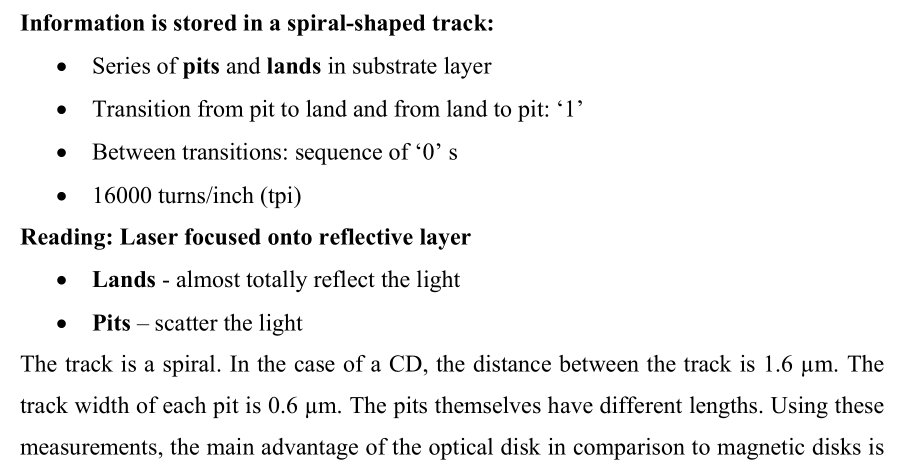 Information is stored in a spiral-shaped track:
• Series of pits and lands in substrate layer
• Transition from pit to land and from land to pit: ‘1’
• Between transitions: sequence of ‘0’ s
• 16000 turns/inch (tpi)
Reading: Laser focused onto reflective layer
• Lands - almost totally reflect the light
• Pits – scatter the light
The track is a spiral. In the case of a CD, the distance between the track is 1.6 µm. The
track width of each pit is 0.6 µm. The pits themselves have different lengths. Using these
measurements, the main advantage of the optical disk in comparison to magnetic disks is